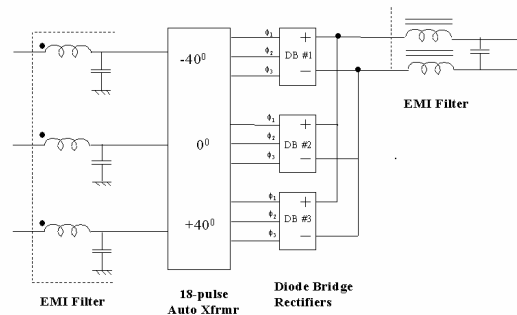 -40⁰
0⁰
+40⁰
ϕ₁
ϕ₂
ϕ₃
DB #1
+
−
ϕ₁
ϕ₂
ϕ₃
DB #2
+
−
ϕ₁
ϕ₂
ϕ₃
DB #3
+
−
EMI Filter
EMI Filter
18-pulse
Auto Xfrmr
Diode Bridge
Rectifiers